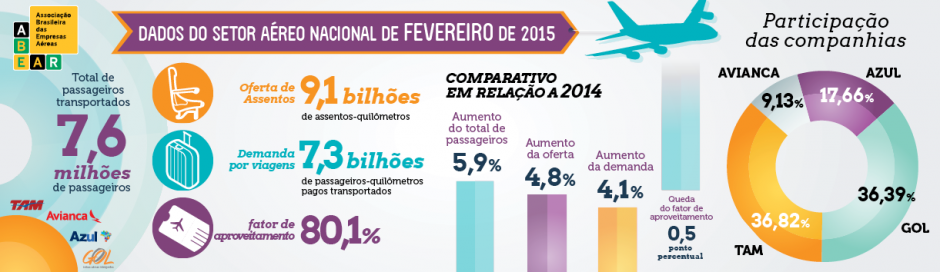 Associação
Brasileira
das
Empresas
Aéreas
A
B
E A R
DADOS DO SETOR AÉREO NACIONAL DE FEVEREIRO DE 2015
Total de
passageiros
transportados
7,6
milhões
de passageiros
TAM
Avianca
Azul
GOL
Oferta de
Assentos
9,1 bilhões
de assentos-quilômetros
Demanda
por viagens
7,3 bilhões
de passageiros-quilômetros
pagos transportados
fator de
aproveitamento
80,1%
COMPARATIVO
EM RELAÇÃO A 2014
Aumento
do total de
passageiros
5,9%
Aumento
da oferta
4,8%
Aumento
da demanda
4,1%
Queda
do fator de
aproveitamento
0,5
ponto
percentual
Participação
das companhias
AVIANCA
9,13%
AZUL
17,66%
36,39%
GOL
36,82%
TAM